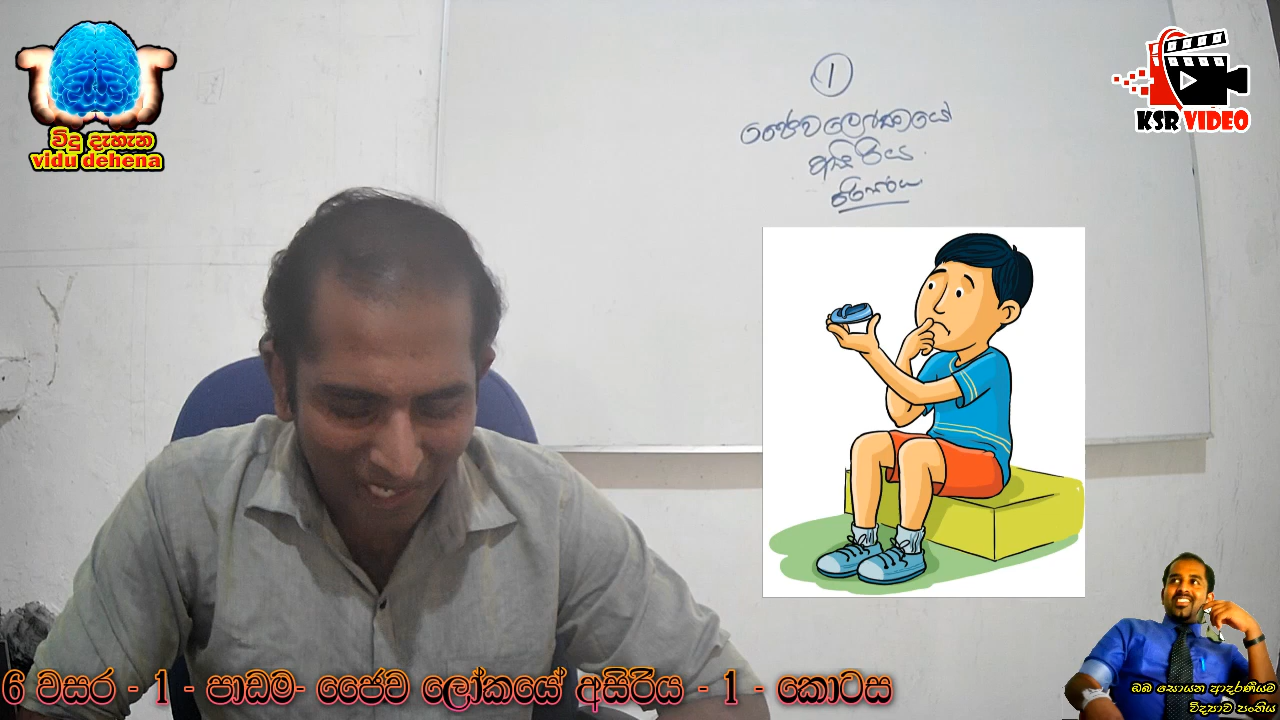 විදු දැහැන
vidu dehena
KSR VIDEO
1
ජෛවලෝකයේ
අසිරිය
6 වසර - 1 - පාඩම- ජෛව ලෝකයේ අසිරිය - 1 - කොටස
ඔබ සොයන ආදරණීයම
විද්‍යාව පංතිය